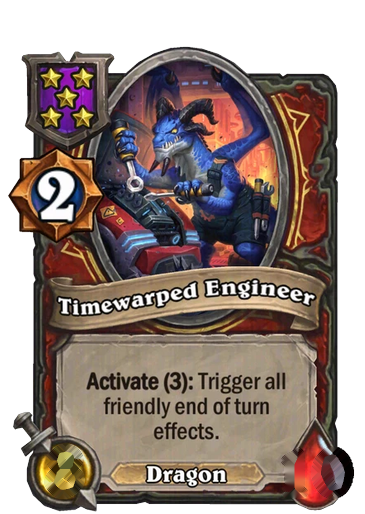 2
Timewarped Engineer
Activate (3): Trigger all
friendly end of turn
effects.
Dragon